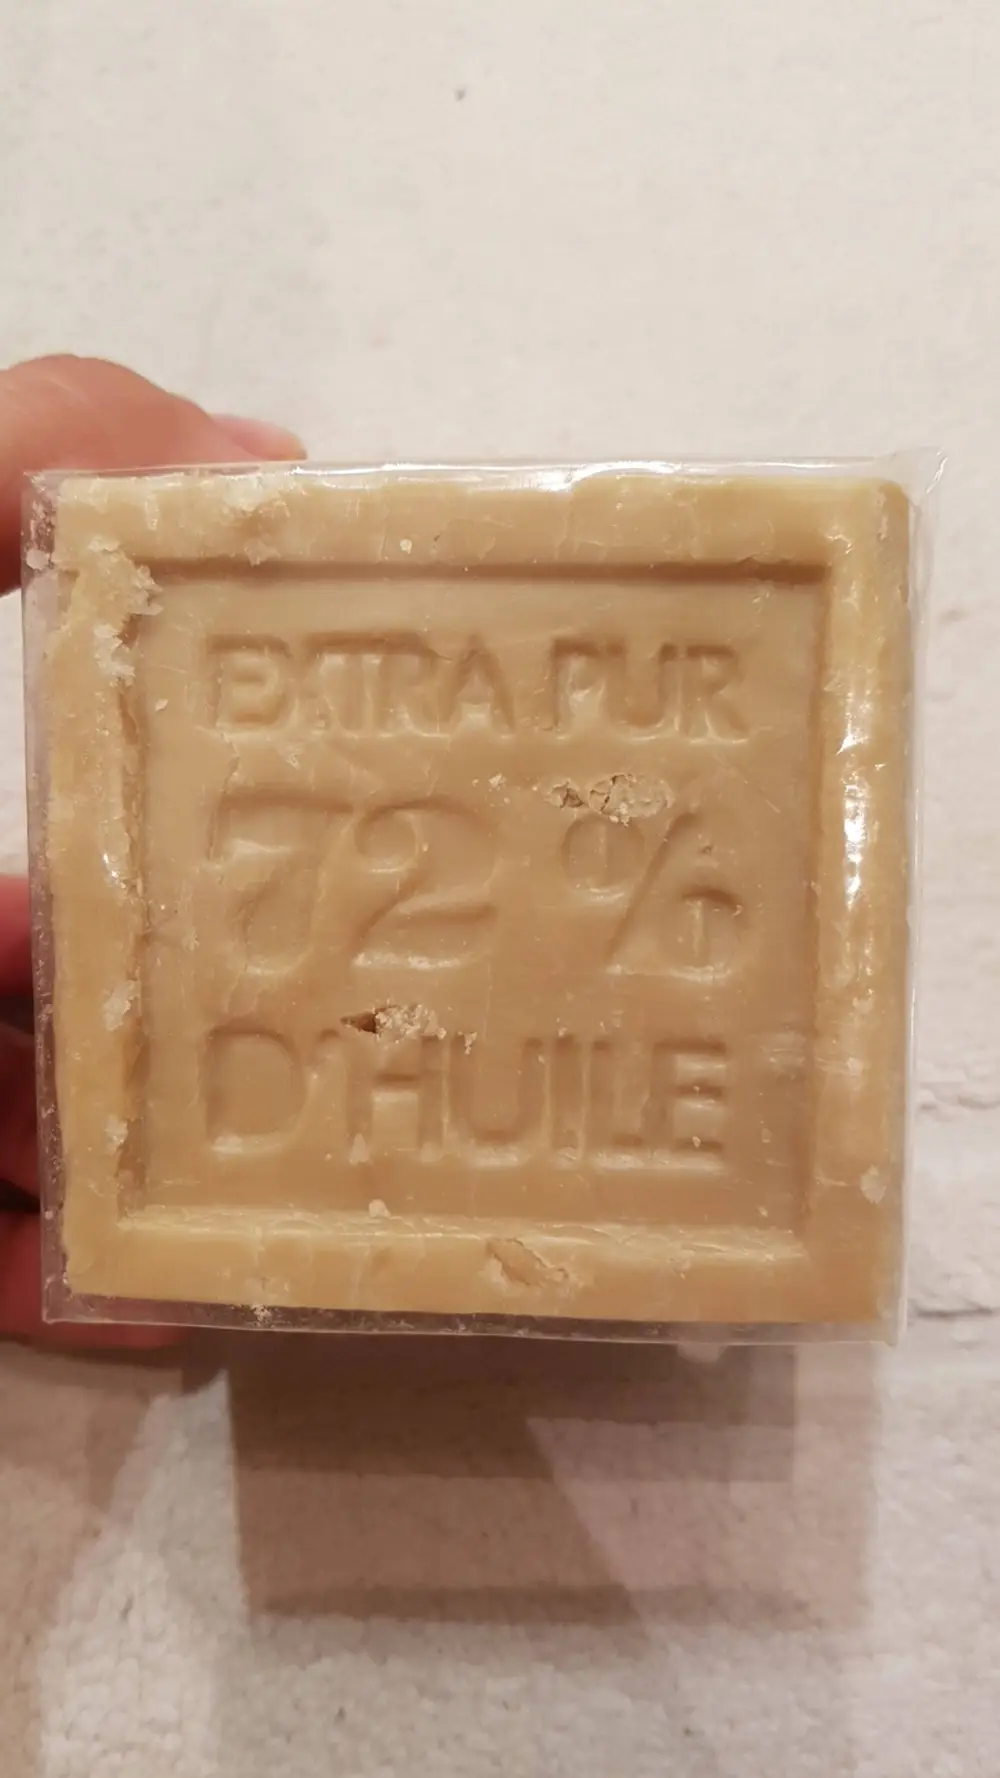 EXTRA PUR
72 %
D'HUILE